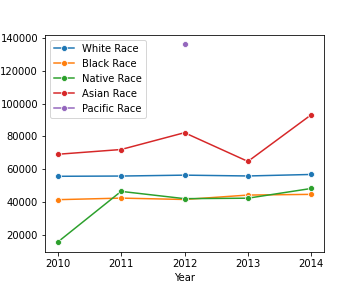 140000
120000
100000
80000
60000
40000
20000
White Race
Black Race
Native Race
Asian Race
Pacific Race
2010 2011 2012 2013 2014
Year